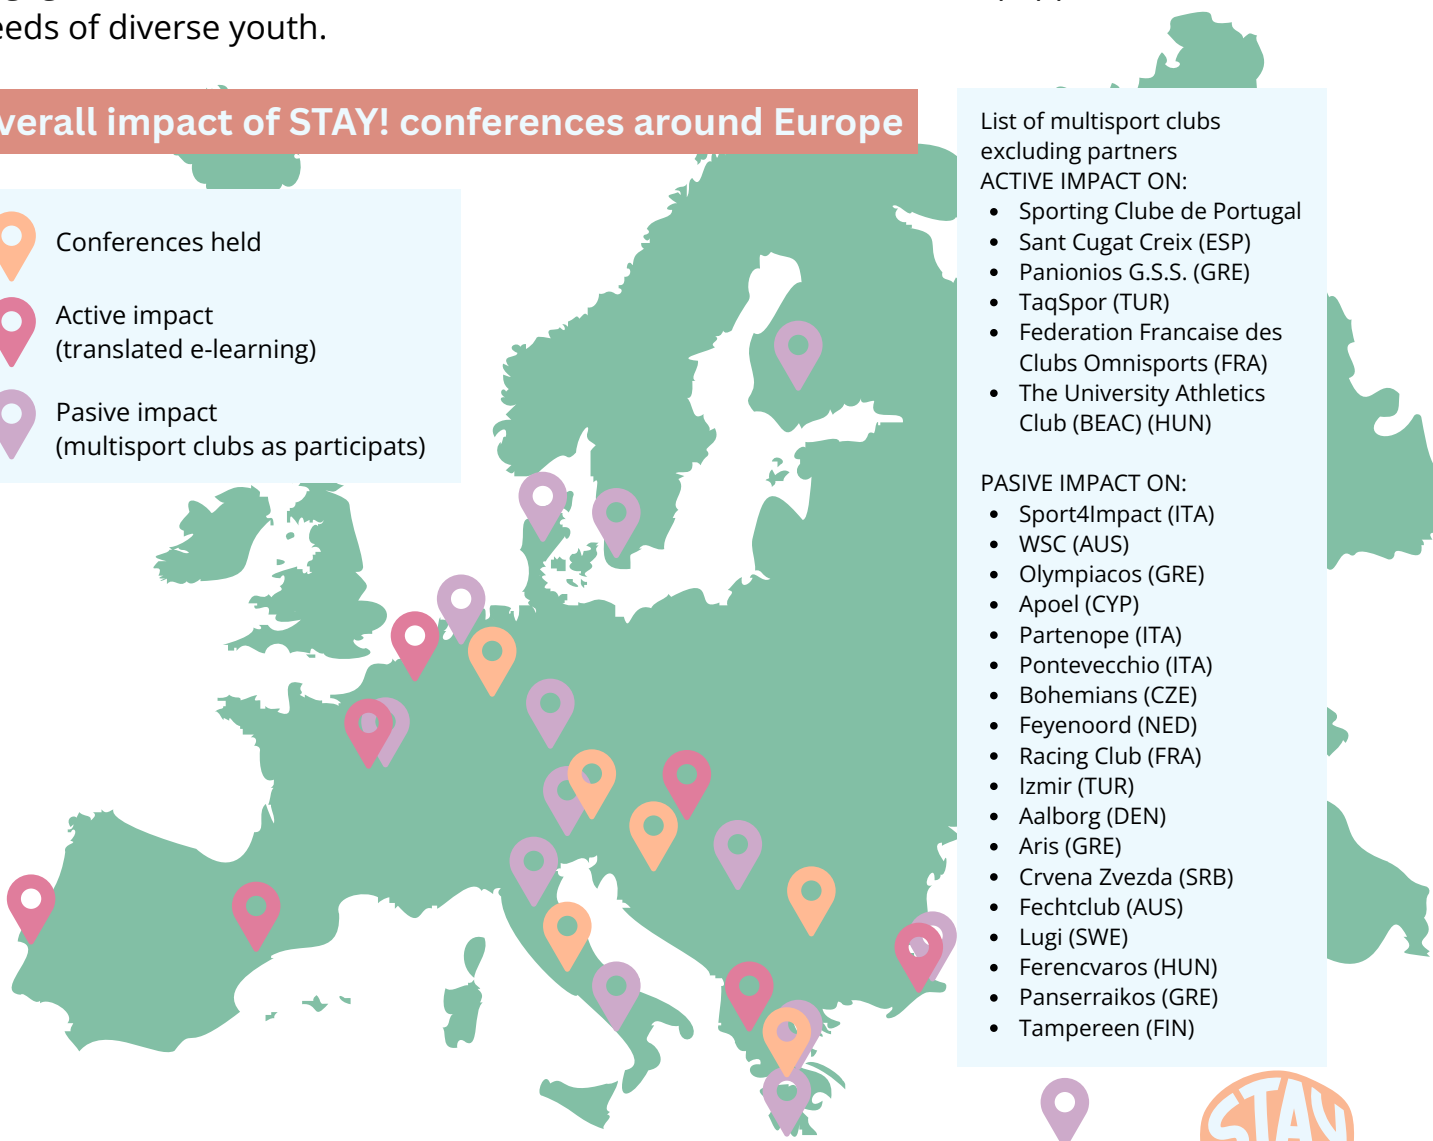 eeds of diverse youth.
verall impact of STAY! conferences around Europe
Conferences held
Active impact
(translated e-learning)
Pasive impact
(multisport clubs as participats)
List of multisport clubs
excluding partners
ACTIVE IMPACT ON:
• Sporting Clube de Portugal
• Sant Cugat Creix (ESP)
• Panionios G.S.S. (GRE)
• TaqSpor (TUR)
• Federation Francaise des
Clubs Omnisports (FRA)
• The University Athletics
Club (BEAC) (HUN)
PASIVE IMPACT ON:
• Sport4Impact (ITA)
• WSC (AUS)
• Olympiacos (GRE)
• Apoel (CYP)
• Partenope (ITA)
• Pontevecchio (ITA)
• Bohemians (CZE)
• Feyenoord (NED)
• Racing Club (FRA)
• Izmir (TUR)
• Aalborg (DEN)
• Aris (GRE)
• Crvena Zvezda (SRB)
• Fechtclub (AUS)
• Lugi (SWE)
• Ferencvaros (HUN)
• Panserraikos (GRE)
• Tampereen (FIN)
STAY